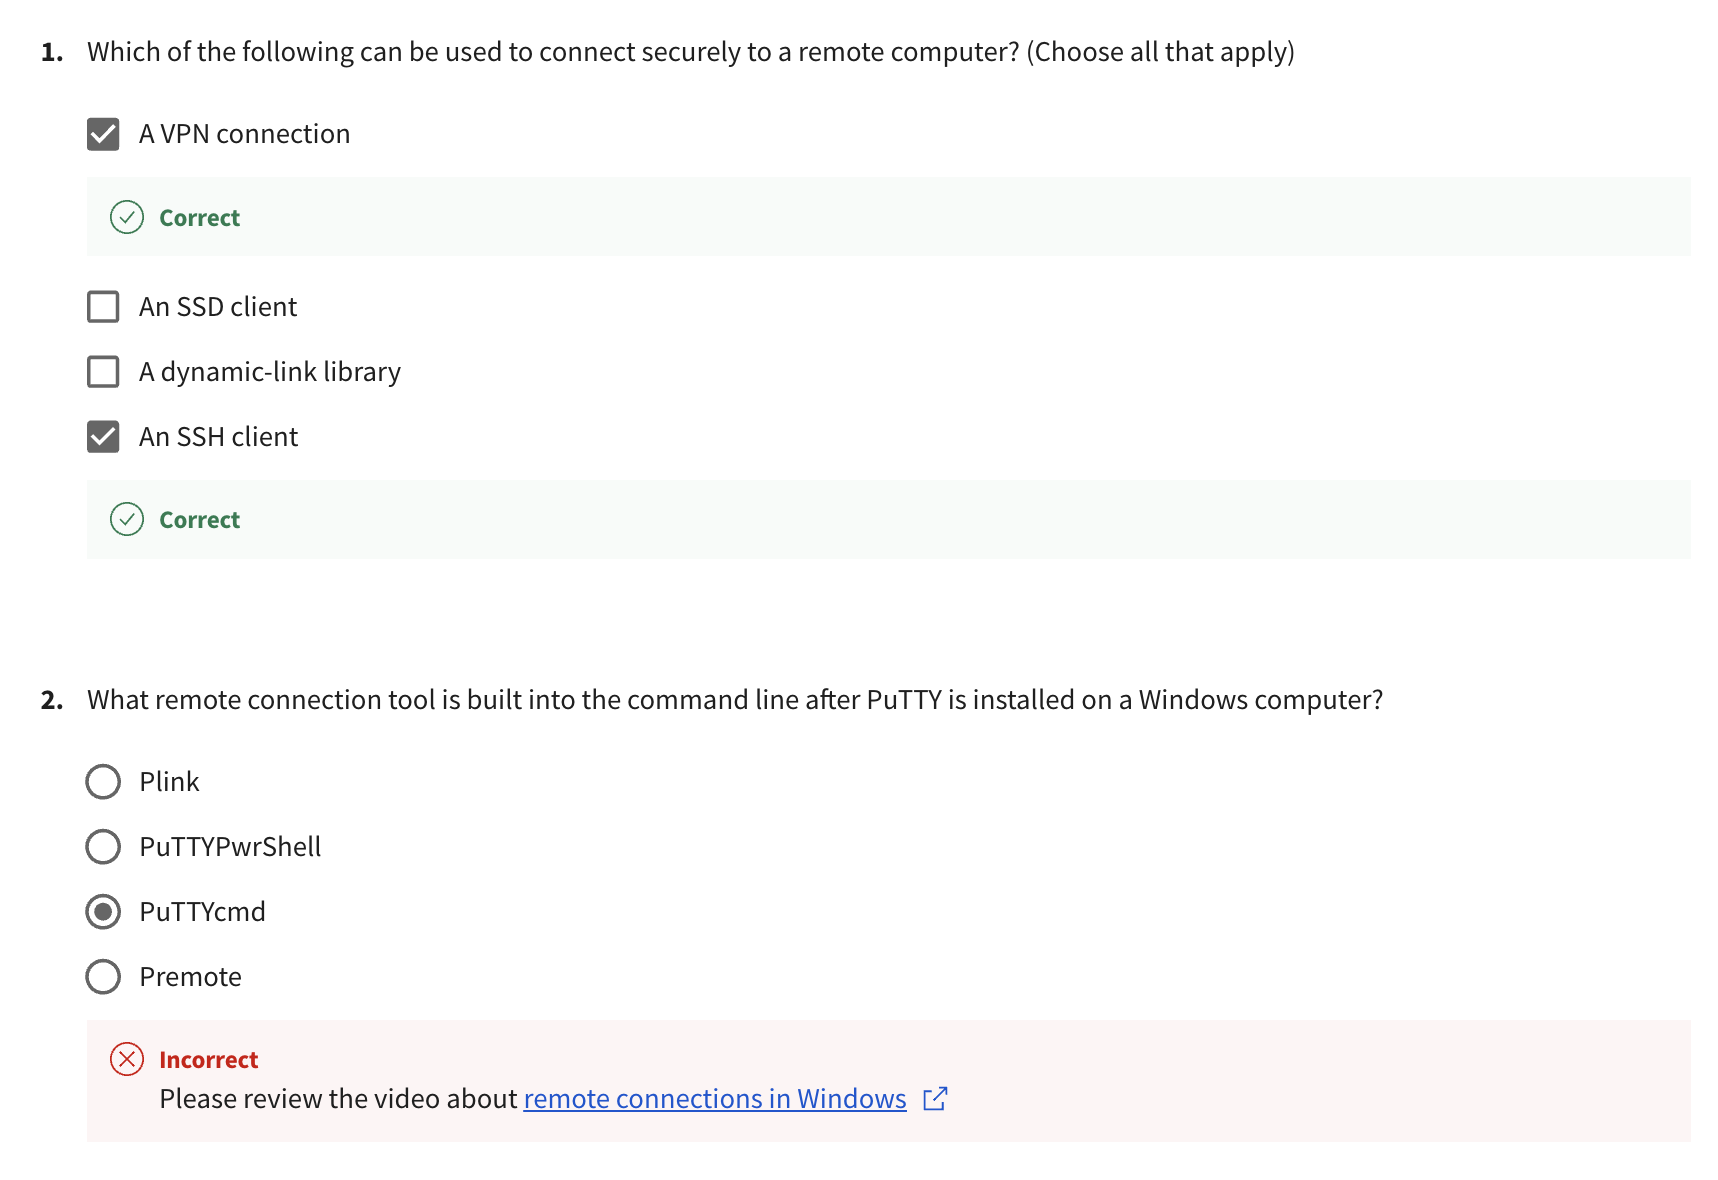 1. Which of the following can be used to connect securely to a remote computer? (Choose all that apply)
A VPN connection
Correct
An SSD client
A dynamic-link library
An SSH client
Correct
2. What remote connection tool is built into the command line after PuTTY is installed on a Windows computer?
Plink
PuTTYPwrShell
PuTTYcmd
Premote
Incorrect
Please review the video about remote connections in Windows